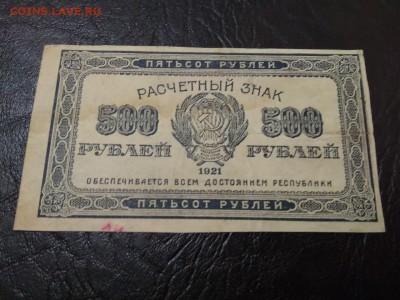 COINS.LAVE.RU
ПЯТЬСОТ РУБЛЕЙ
РАСЧЕТНЫЙ ЗНАК
500 500
РУБЛЕЙ РУБЛЕЙ
1921
ОБЕСПЕЧИВАЕТСЯ ВСЕМ ДОСТОЯНИЕМ РЕСПУБЛИКИ
ПЯТЬСОТ РУБЛЕЙ